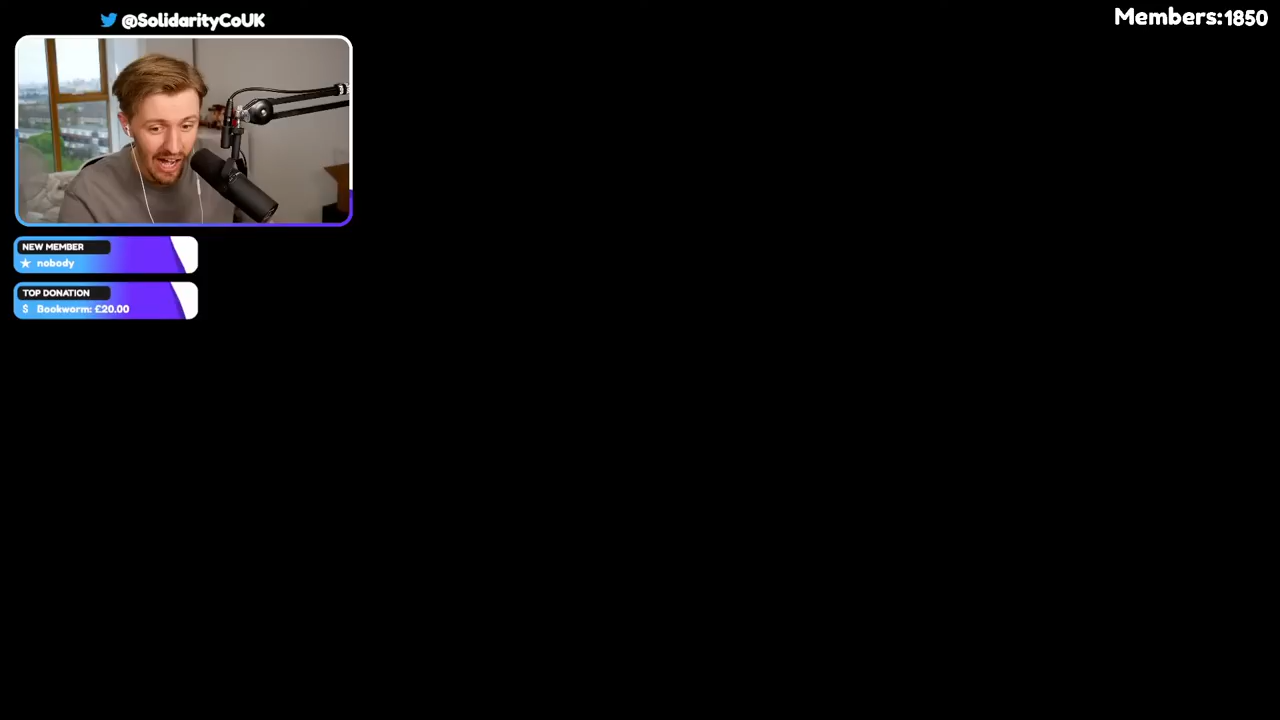 @SolidarityCoUK
Members:1850
NEW MEMBER
nobody
TOP DONATION
$ Bookworm: £20.00